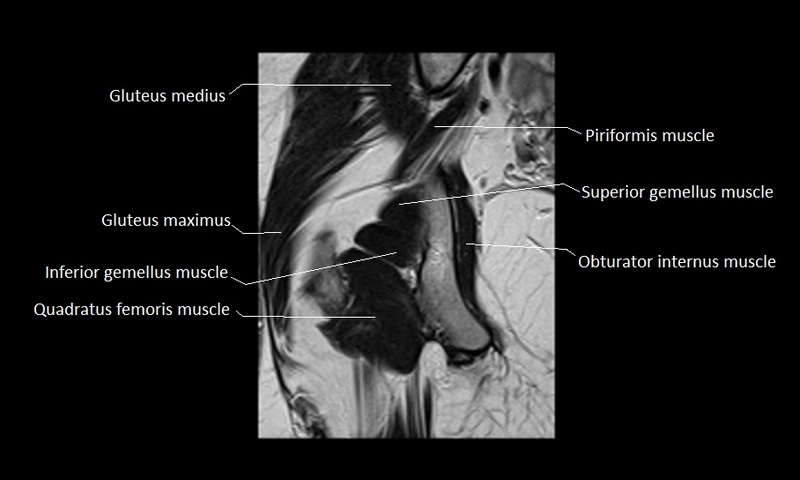 Gluteus medius
Piriformis muscle
Superior gemellus muscle
Gluteus maximus
Obturator internus muscle
Inferior gemellus muscle
Quadratus femoris muscle